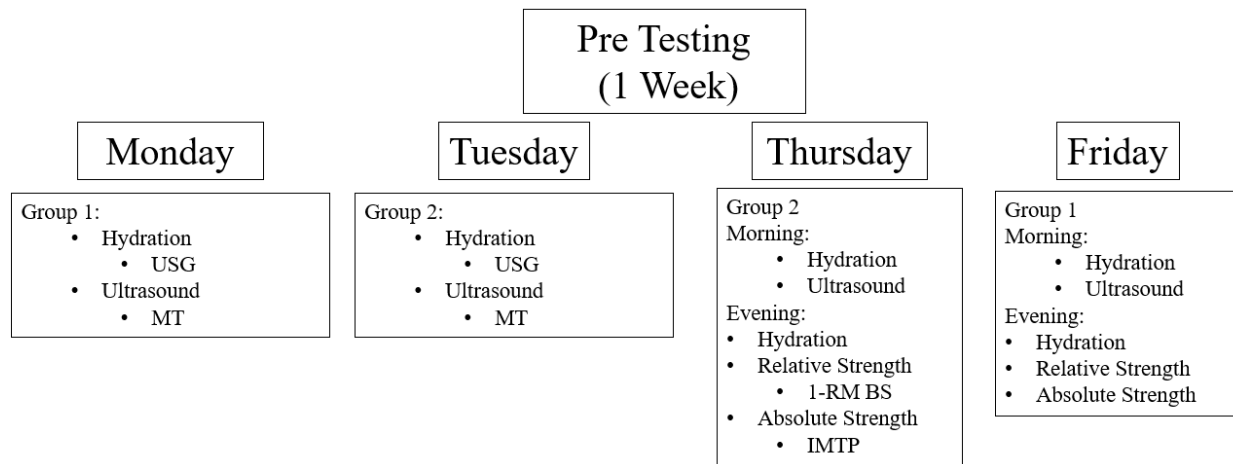 Pre Testing
(1 Week)
Monday
Tuesday
Thursday
Friday
Group 1:
• Hydration
• USG
• Ultrasound
• MT
Group 2:
• Hydration
• USG
• Ultrasound
• MT
Group 2
Morning:
• Hydration
• Ultrasound
Evening:
• Hydration
• Relative Strength
• 1-RM BS
• Absolute Strength
• IMTP
Group 1
Morning:
• Hydration
• Ultrasound
Evening:
• Hydration
• Relative Strength
• Absolute Strength